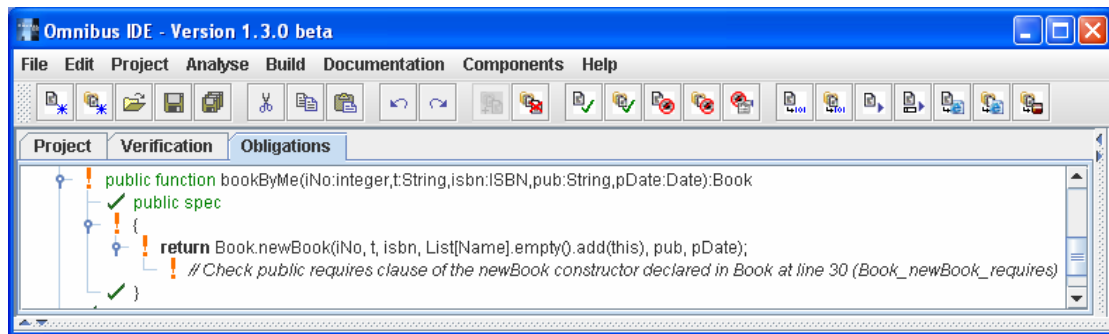 Omnibus IDE - Version 1.3.0 beta
File Edit Project Analyse Build Documentation Components Help
Project Verification Obligations
public function bookByMe(iNo:integer,t:String,isbn:ISBN,pub:String,pDate:Date):Book
public spec
{
return Book.newBook(iNo, t, isbn, List[Name].empty().add(this), pub, pDate);
// Check public requires clause of the newBook constructor declared in Book at line 30 (Book_newBook_requires)
}